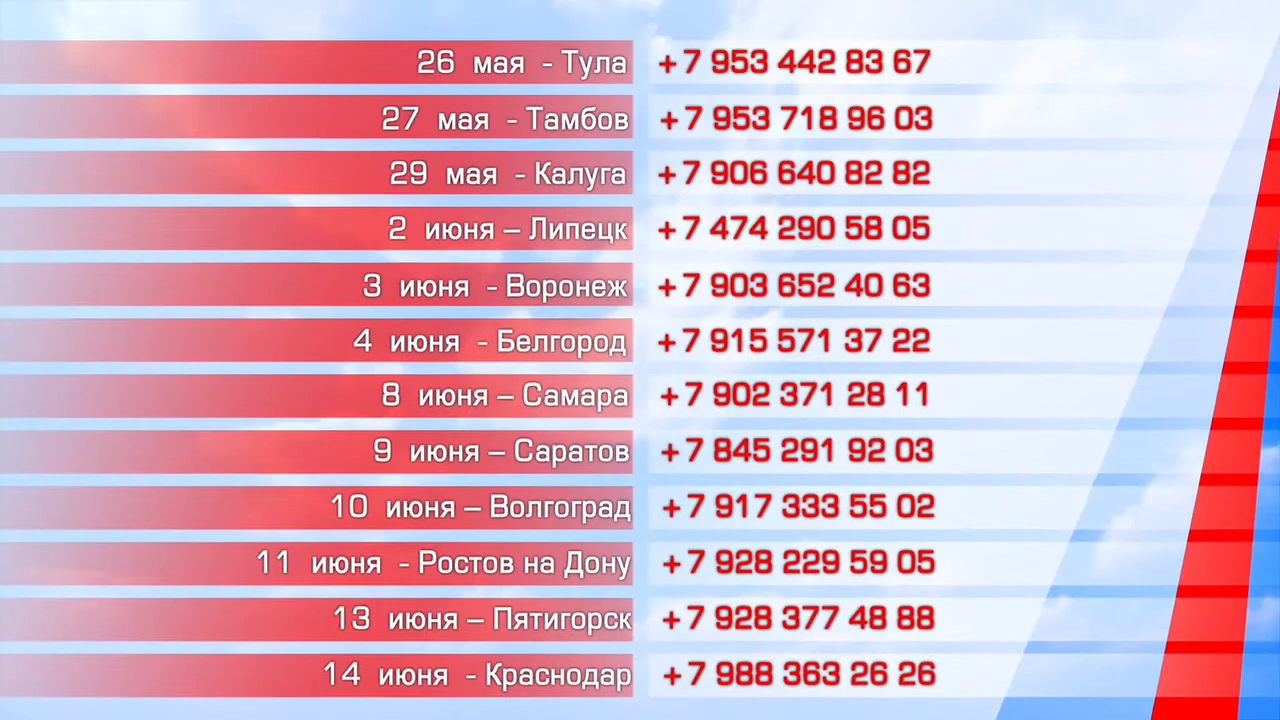 26 мая - Тула +7 953 442 83 67
27 мая - Тамбов +7 953 718 96 03
29 мая - Калуга +7 906 640 82 82
2 июня – Липецк +7 474 290 58 05
3 июня - Воронеж +7 903 652 40 63
4 июня - Белгород +7 915 571 37 22
8 июня – Самара +7 902 371 28 11
9 июня – Саратов +7 845 291 92 03
10 июня – Волгоград +7 917 333 55 02
11 июня - Ростов на Дону +7 928 229 59 05
13 июня – Пятигорск +7 928 377 48 88
14 июня - Краснодар +7 988 363 26 26